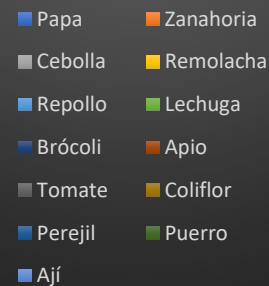 Papa Zanahoria
Cebolla Remolacha
Repollo Lechuga
Brócoli Apio
Tomate Coliflor
Perejil Puerro
Ají